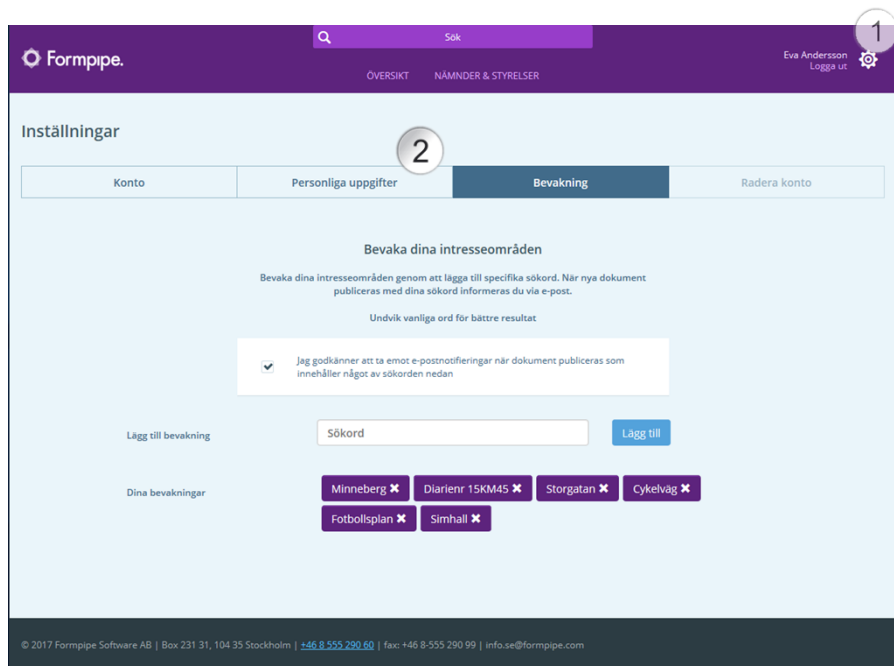 1
Sök
Formpipe.
Eva Andersson
Logga ut
ÖVERSIKT NÄMNDER & STYRELSER
Inställningar
2
Konto Personliga uppgifter Bevakning Radera konto
Bevaka dina intresseområden
Bevaka dina intresseområden genom att lägga till specifika sökord. När nya dokument
publiceras med dina sökord informeras du via e-post.
Undvik vanliga ord för bättre resultat
Jag godkänner att ta emot e-postnotifieringar när dokument publiceras som
innehåller något av sökorden nedan
Lägg till bevakning Sökord Lägg till
Dina bevakningar Minneberg Diarienr 15KM45 Storgatan Cykelväg
Fotbollsplan Simhall
© 2017 Formpipe Software AB | Box 231 31, 104 35 Stockholm | +46 8 555 290 60 | fax: +46 8-555 290 99 | info.se@formpipe.com